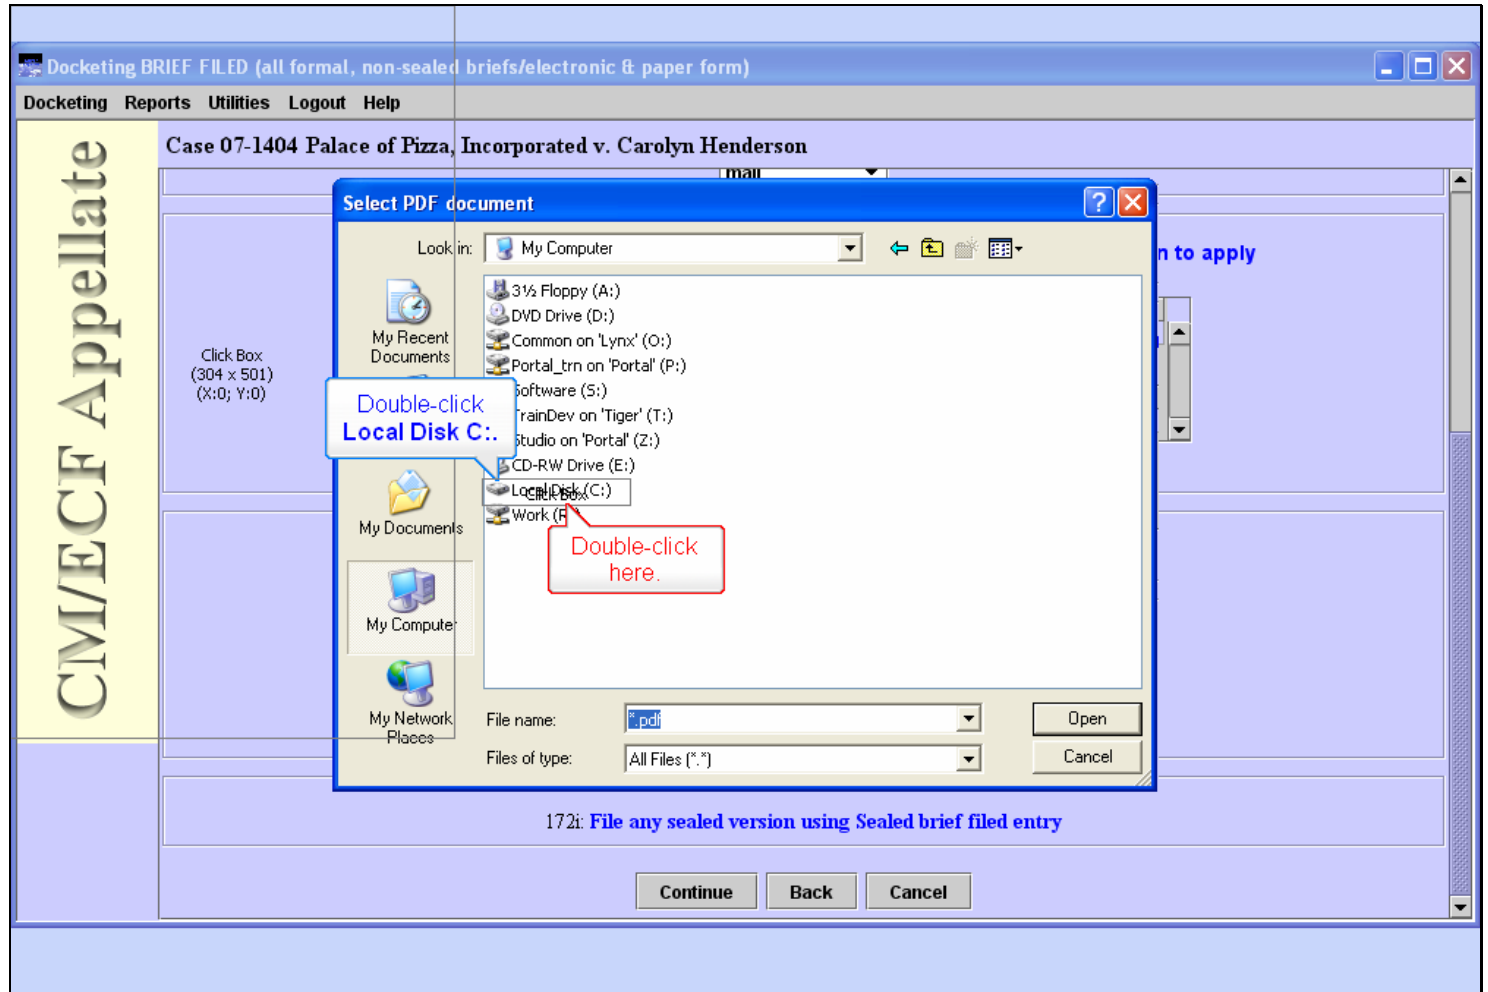 Docketing BRIEF FILED (all formal, non-sealed briefs/electronic & paper form)
Docketing Reports Utilities Logout Help
CM/ECF Appellate
Case 07-1404 Palace of Pizza, Incorporated v. Carolyn Henderson
mail
Select PDF document
Look in: My Computer
n to apply
3½ Floppy (A:)
DVD Drive (D:)
Common on 'Lynx' (O:)
Portal_trn on 'Portal' (P:)
Software (S:)
TrainDev on 'Tiger' (T:)
Studio on 'Portal' (Z:)
CD-RW Drive (E:)
Local Disk (C:)
Click Box
Work (R:)
My Recent
Documents
Click Box
(304 x 501)
(X:0; Y:0)
Double-click
Local Disk C:.
Double-click
here.
My Documents
My Computer
My Network
Places
File name: *.pdf
Open
Files of type: All Files (*.*)
Cancel
172i: File any sealed version using Sealed brief filed entry
Continue Back Cancel